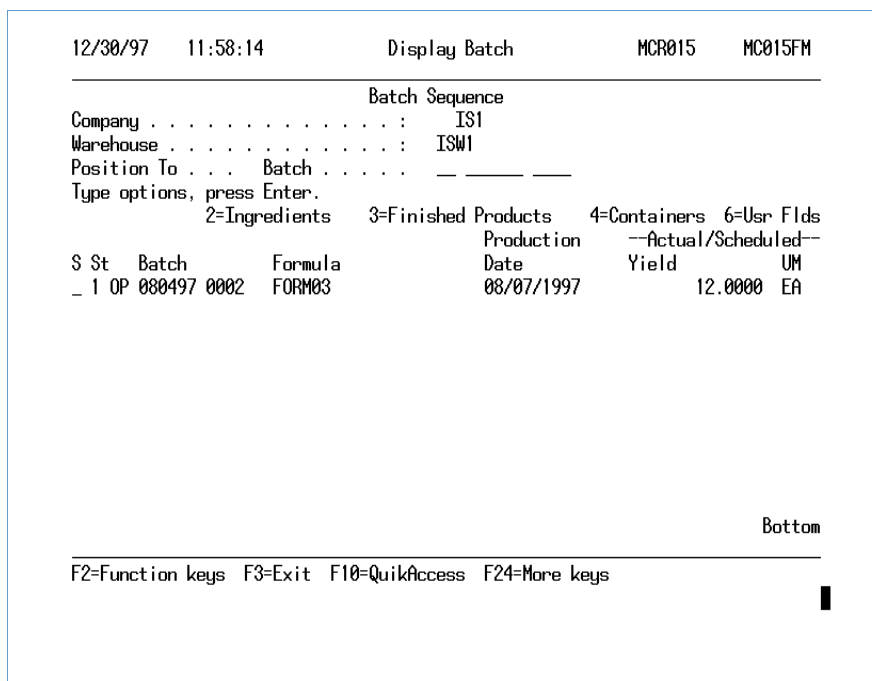 12/30/97 11:58:14 Display Batch MCR015 MC015FM
Batch Sequence
Company . . . . . . . . . . . . . . : IS1
Warehouse . . . . . . . . . . . . . : ISW1
Position To . . . Batch . . . . . __ ______ ____
Type options, press Enter.
2=Ingredients 3=Finished Products 4=Containers 6=Usr Flds
Production --Actual/Scheduled--
S St Batch Formula Date Yield UM
_ 1 OP 080497 0002 FORM03 08/07/1997 12.0000 EA
Bottom
F2=Function keys F3=Exit F10=QuikAccess F24=More keys